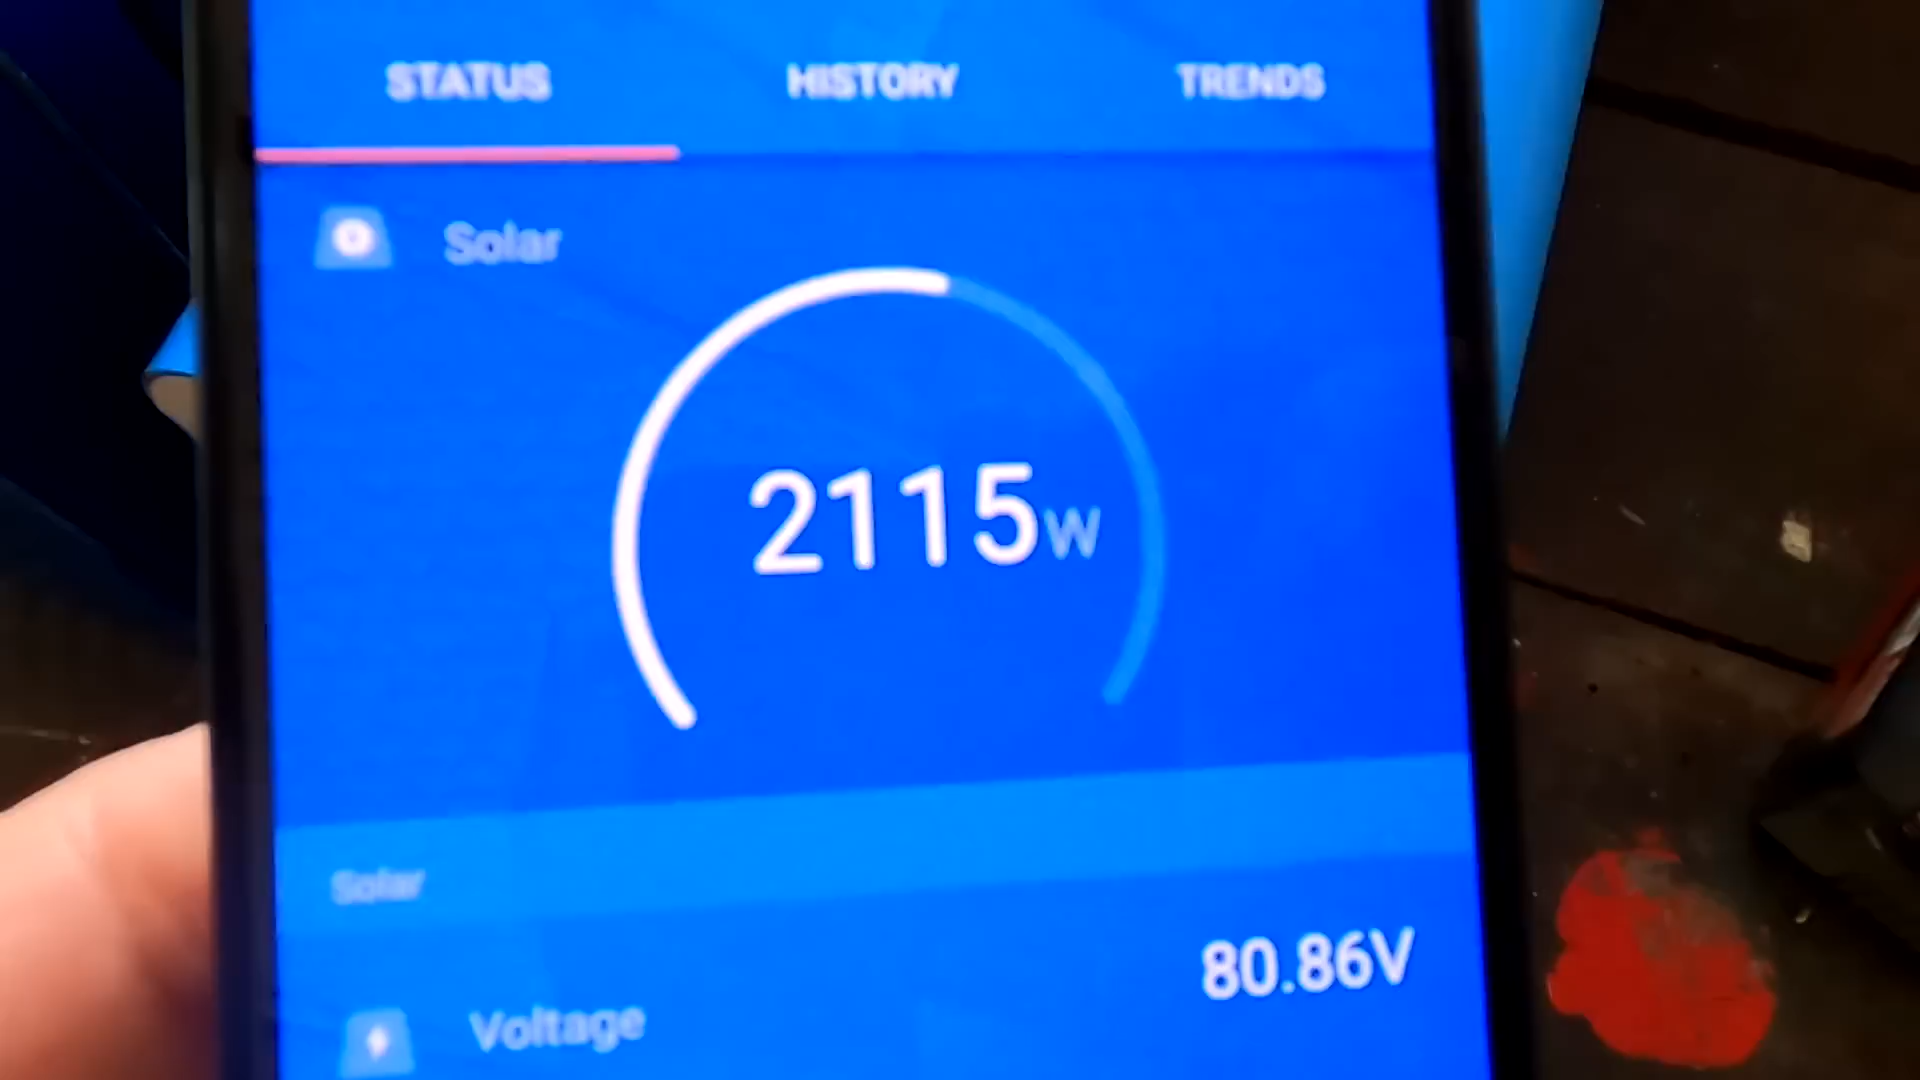 STATUS HISTORY TRENDS
Solar
2115W
Solar
80.86V
Voltage